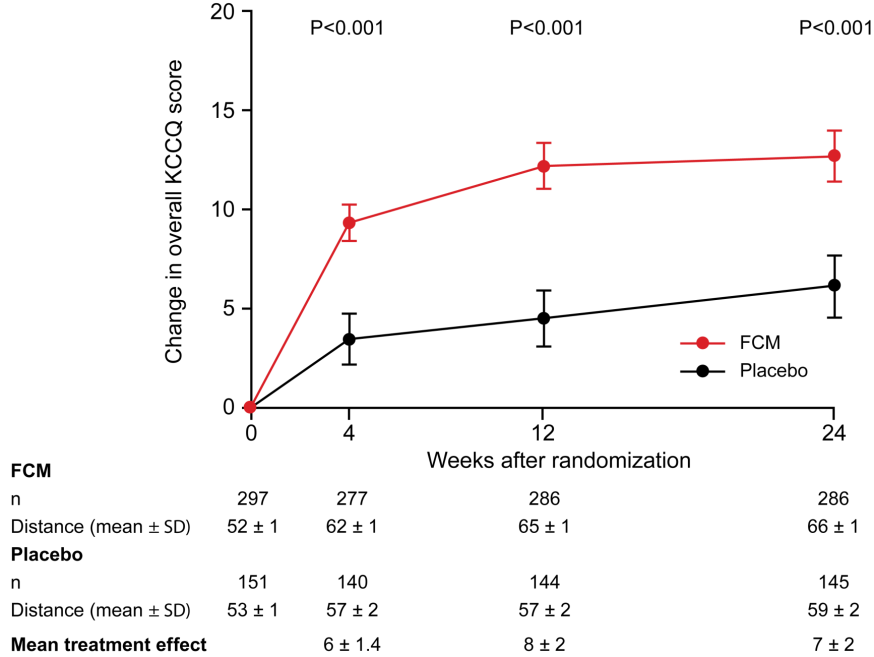 20
P<0.001 P<0.001 P<0.001
15
10
5
0
Change in overall KCCQ score
FCM
Placebo
0 4 12 24
Weeks after randomization
FCM
n 297 277 286 286
Distance (mean ± SD) 52 ± 1 62 ± 1 65 ± 1 66 ± 1
Placebo
n 151 140 144 145
Distance (mean ± SD) 53 ± 1 57 ± 2 57 ± 2 59 ± 2
Mean treatment effect 6 ± 1.4 8 ± 2 7 ± 2